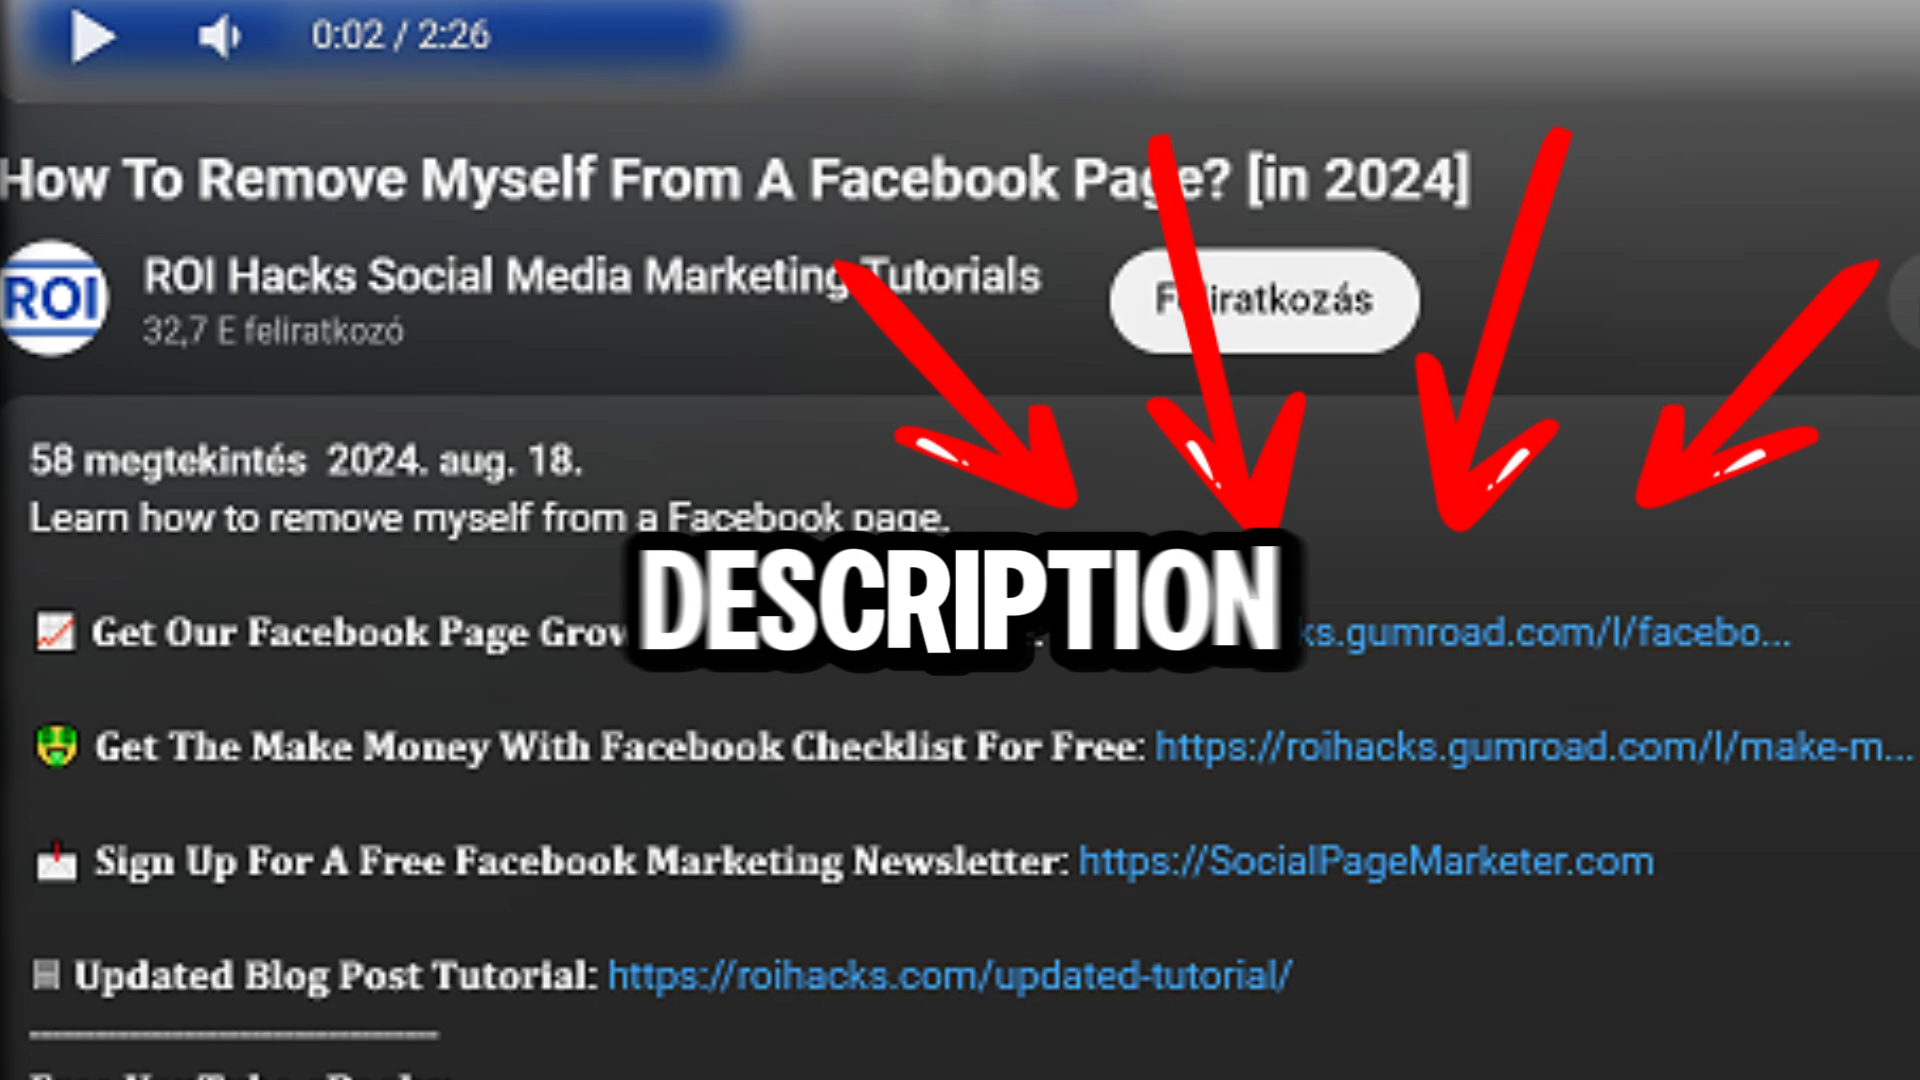 0:02 / 2:26
How To Remove Myself From A Facebook Page? [in 2024]
ROI
ROI Hacks Social Media Marketing Tutorials
Feliratkozás
32,7 E feliratkozó
58 megtekintés 2024. aug. 18.
Learn how to remove myself from a Facebook page.
DESCRIPTION
Get Our Facebook Page ks.gumroad.com/l/facebo...
Get The Make Money With Facebook Checklist For Free: https://roihacks.gumroad.com/l/make-m...
Sign Up For A Free Facebook Marketing Newsletter: https://SocialPageMarketer.com
Updated Blog Post Tutorial: https://roihacks.com/updated-tutorial/